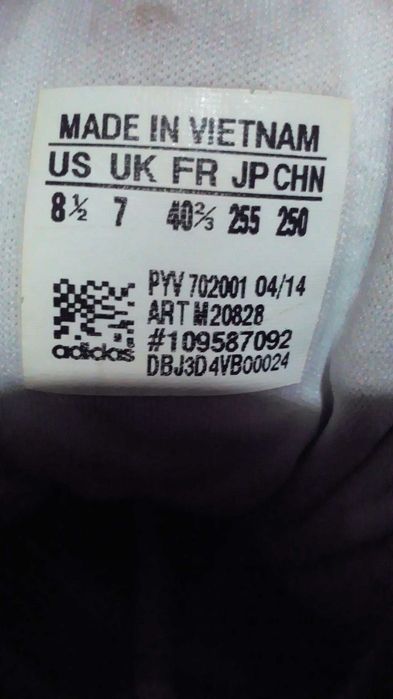 MADE IN VIETNAM
US UK FR JP CHN
8½ 7 40⅔ 255 250
PYV 702001 04/14
ART M20828
#109587092
adidas DBJ3D4VB00024